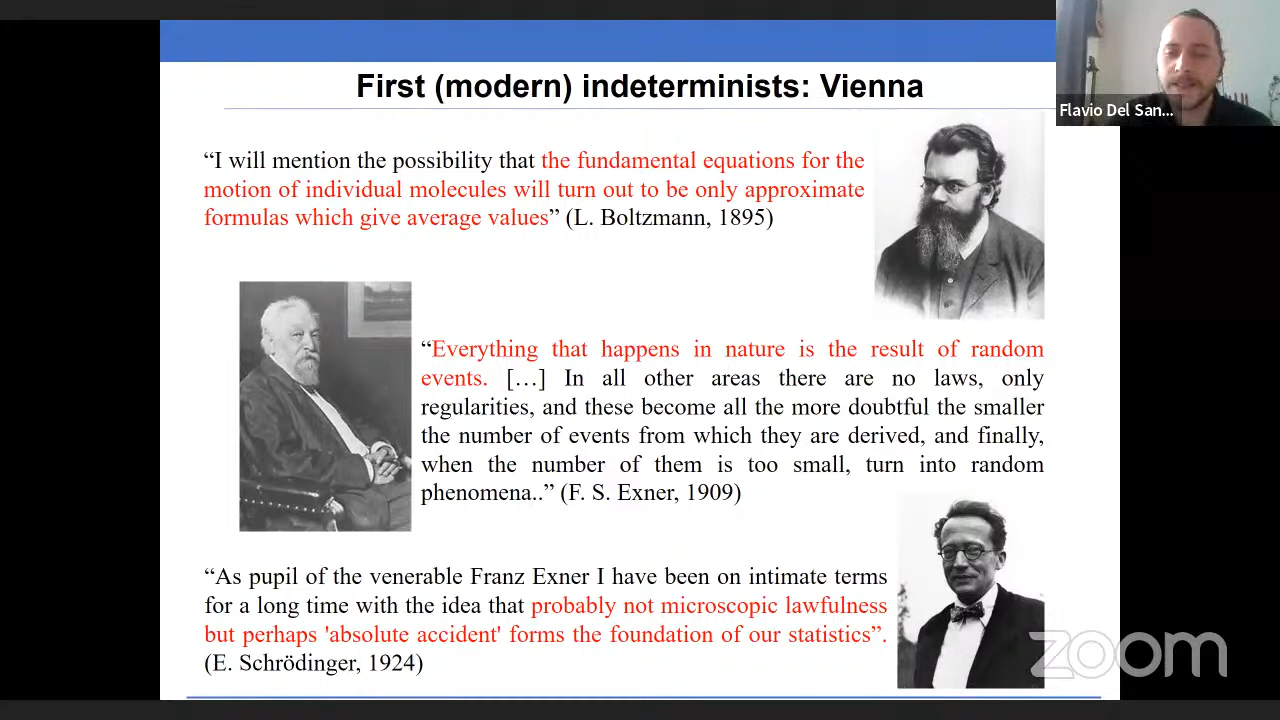 First (modern) indeterminists: Vienna
Flavio Del San...
“I will mention the possibility that the fundamental equations for the
motion of individual molecules will turn out to be only approximate
formulas which give average values” (L. Boltzmann, 1895)
“Everything that happens in nature is the result of random
events. […] In all other areas there are no laws, only
regularities, and these become all the more doubtful the smaller
the number of events from which they are derived, and finally,
when the number of them is too small, turn into random
phenomena..” (F. S. Exner, 1909)
“As pupil of the venerable Franz Exner I have been on intimate terms
for a long time with the idea that probably not microscopic lawfulness
but perhaps 'absolute accident' forms the foundation of our statistics”.
(E. Schrödinger, 1924)
zoom